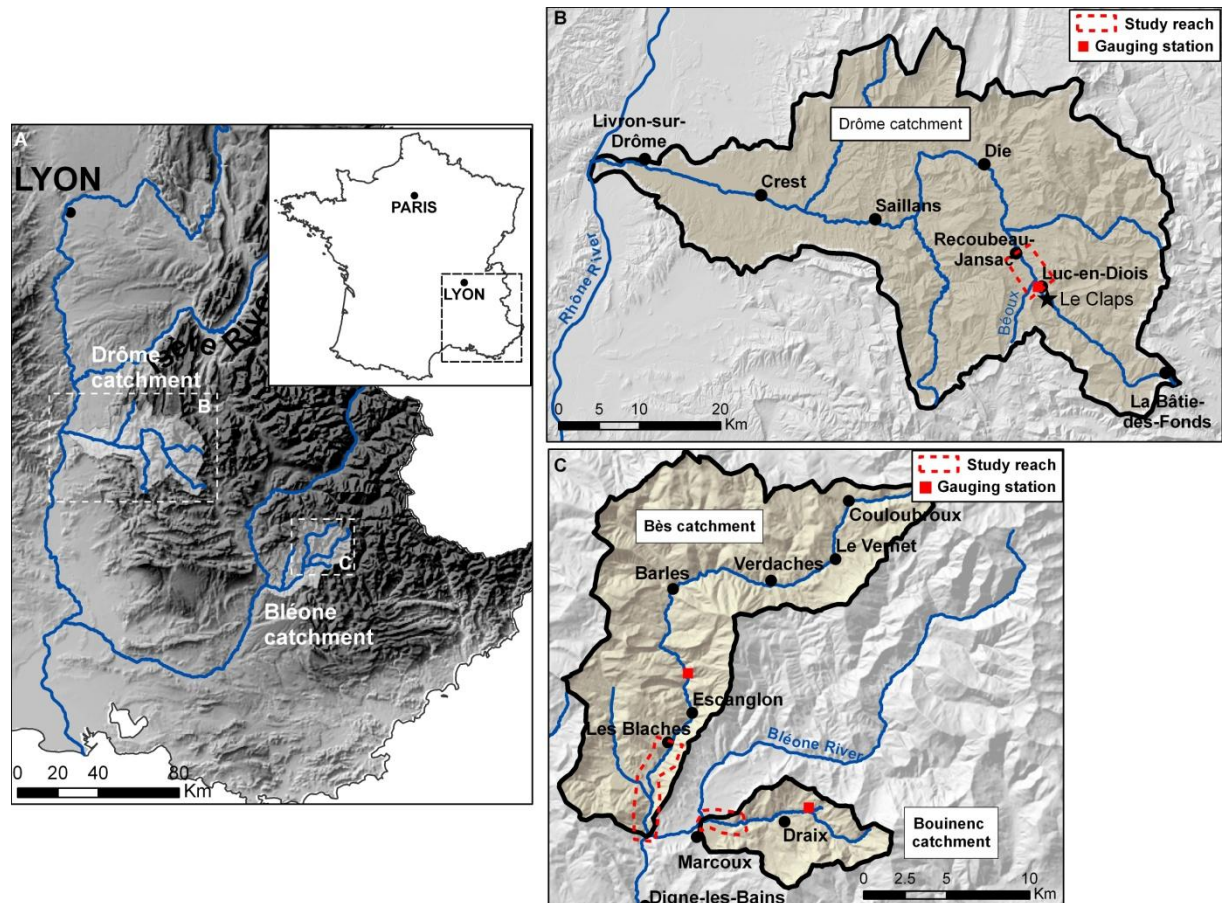 A
LYON
PARIS
LYON
Drôme
catchment
B
C
Bléone
catchment
0 20 40 80
Km
B
Study reach
Gauging station
Livron-sur-
Drôme
Drôme catchment
Die
Crest
Saillans
Recoubeau-
Jansac
Luc-en-Diois
Le Claps
Béoux
Rhône River
La Bâtie-
des-Fonds
0 5 10 20
Km
C
Study reach
Gauging station
Bès catchment
Couloubroux
Le Vernet
Verdaches
Barles
Escanglon
Les Blaches
Bléone River
Draix
Bouinenc
catchment
Marcoux
0 2.5 5 10
Km
Digne-les-Bains